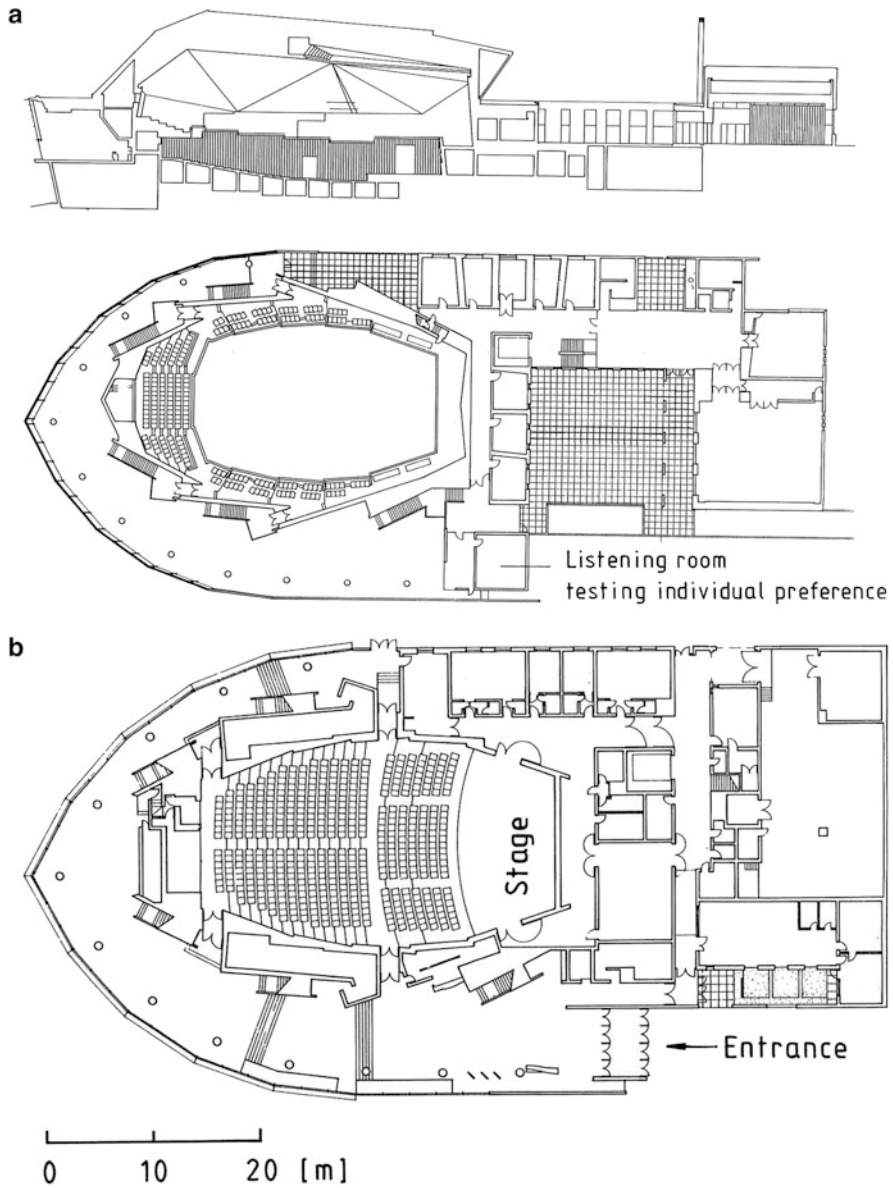 a
Listening room
testing individual preference
b
Stage
Entrance
0 10 20 [m]